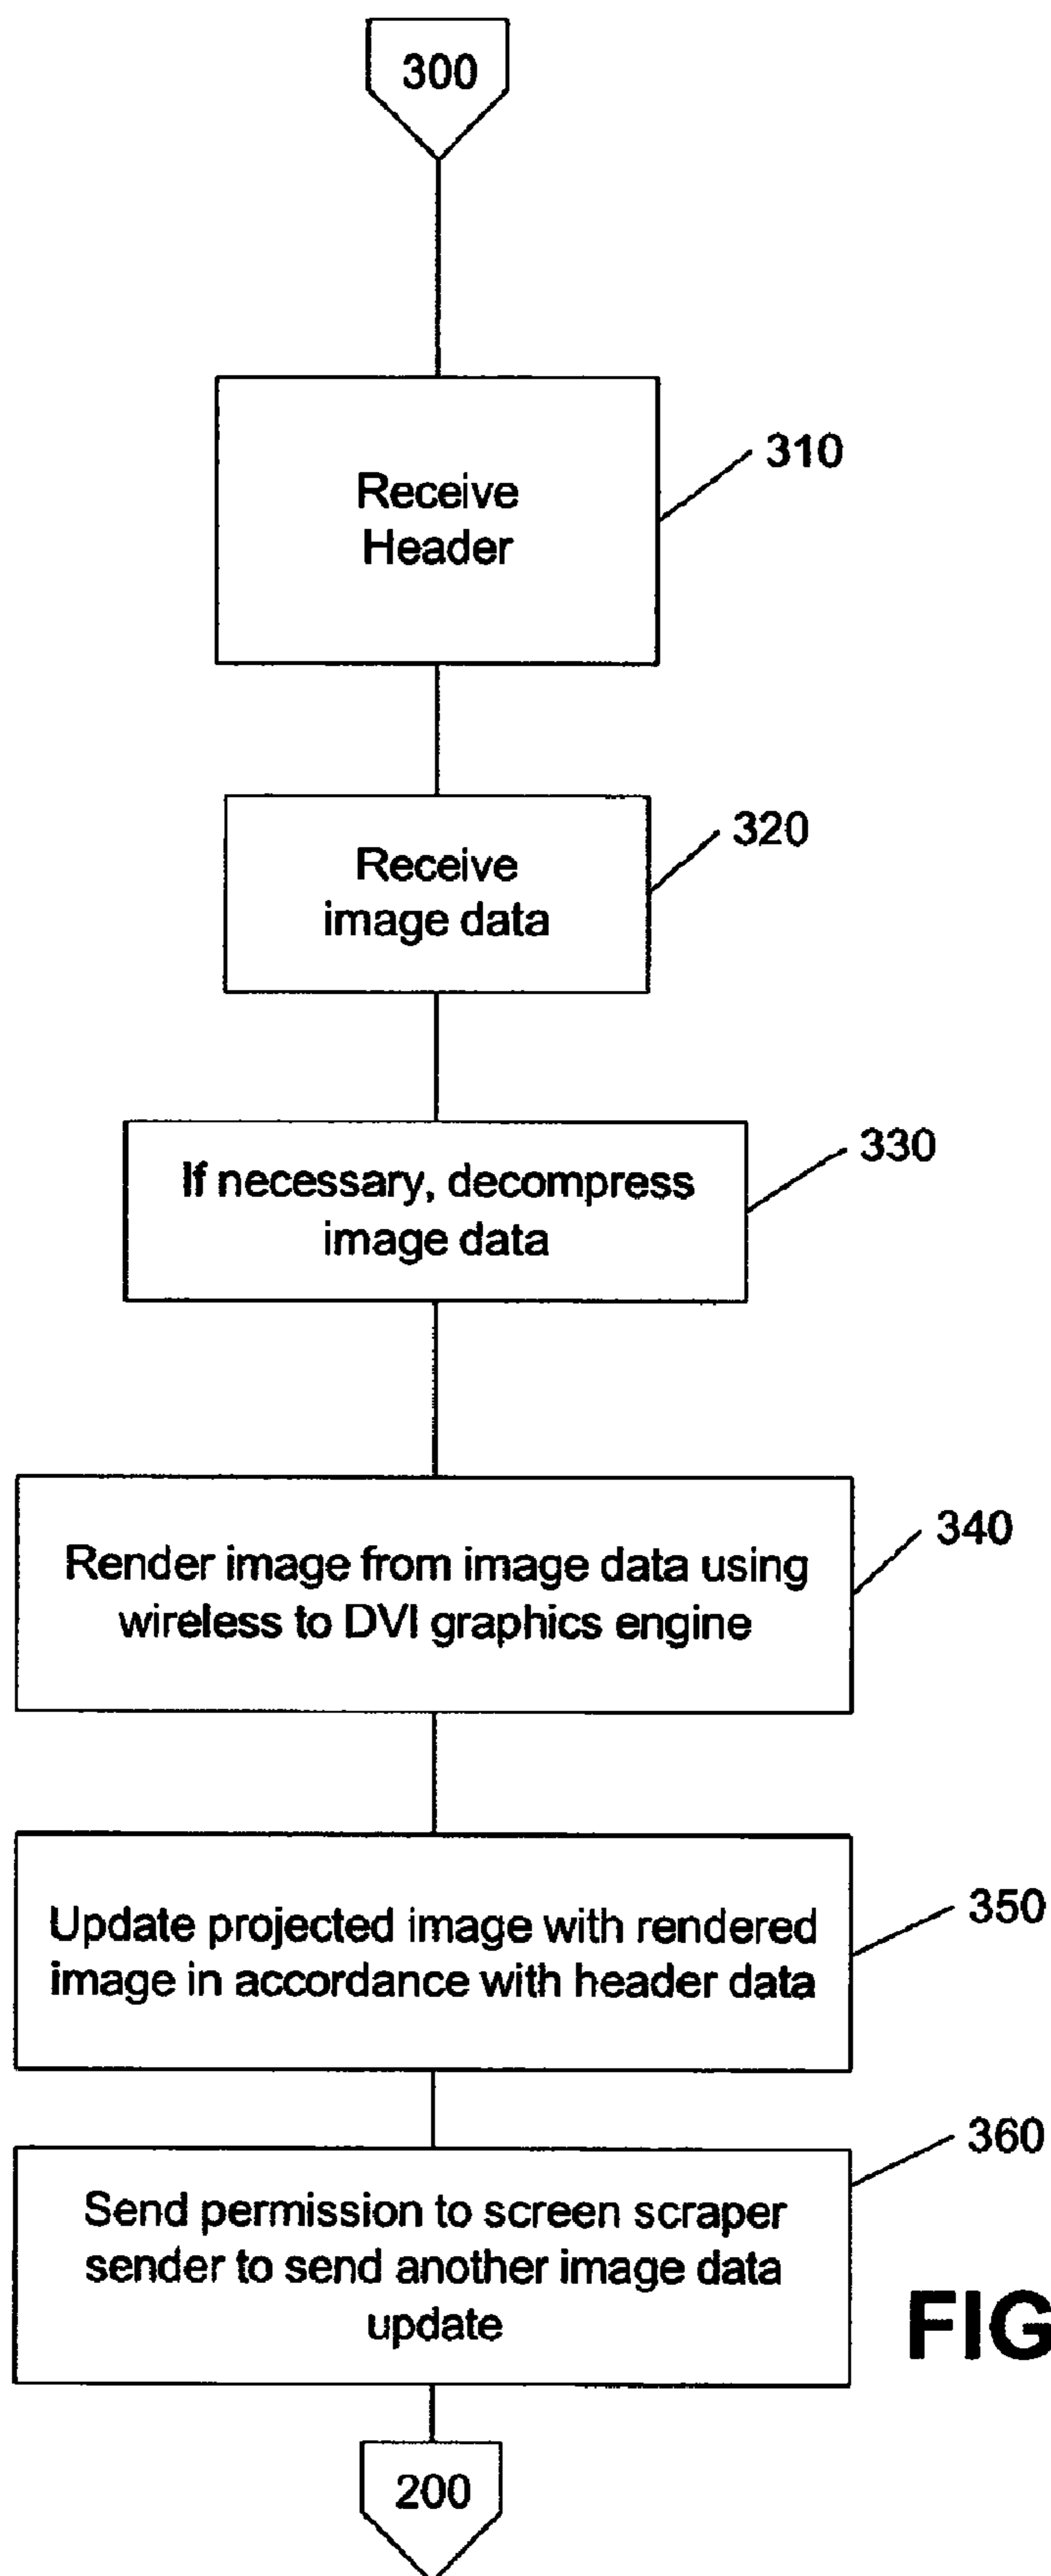 300
Receive
Header
310
Receive
image data
320
If necessary, decompress
image data
330
Render image from image data using
wireless to DVI graphics engine
340
Update projected image with rendered
image in accordance with header data
350
Send permission to screen scraper
sender to send another image data
update
360
FIG
200